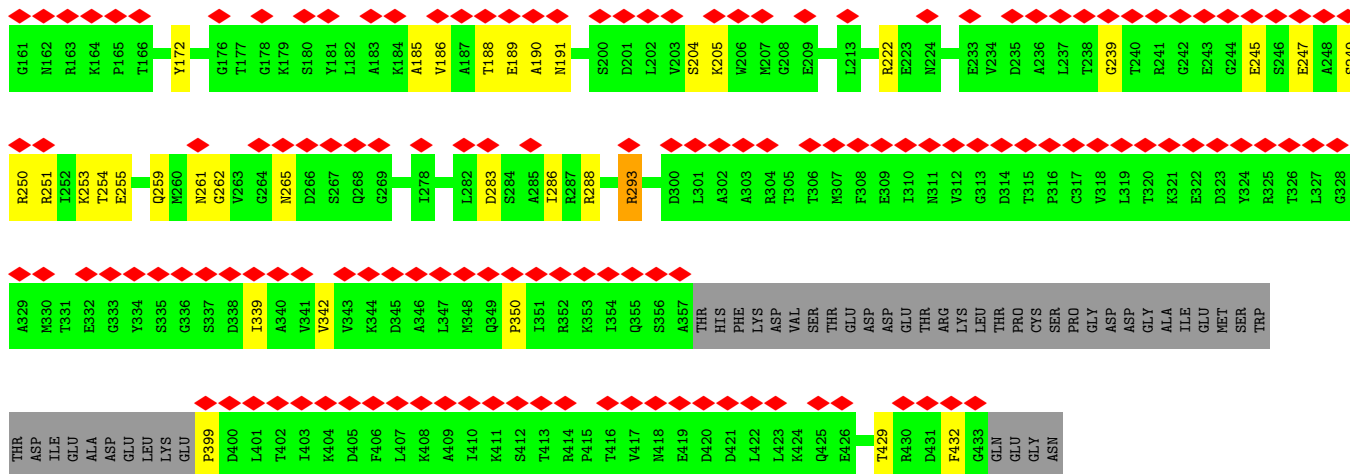 G161 N162 R163 K164 P165 T166 Y172 G176 T177 G178 K179 S180 Y181 L182 A183 K184 A185 V186 A187 T188 E189 A190 N191 S200 D201 L202 V203 S204 K205 W206 M207 G208 E209 L213 R222 E223 N224 E233 V234 D235 A236 L237 T238 G239 T240 R241 G242 E243 G244 E245 S246 E247 A248 S249
R250 R251 I252 K253 T254 E255 Q259 M260 N261 G262 V263 G264 N265 D266 S267 Q268 G269 I278 L282 D283 S284 A285 I286 R287 R288 R293 D300 L301 A302 A303 R304 T305 T306 M307 F308 E309 I310 N311 V312 G313 D314 T315 P316 C317 V318 L319 T320 K321 E322 D323 Y324 R325 T326 L327 G328
A329 M330 T331 E332 G333 Y334 S335 G336 S337 D338 I339 A340 V341 V342 V343 K344 D345 A346 L347 M348 Q349 P350 I351 R352 K353 I354 Q355 S356 A357 THR HIS PHE LYS ASP VAL SER THR GLU ASP ASP GLU THR ARG LYS LEU THR PRO CYS SER PRO GLY ASP ASP GLY ALA ILE GLU MET SER TRP
THR ASP ILE GLU ALA ASP GLU LEU LYS GLU P399 D400 L401 T402 I403 K404 D405 F406 L407 K408 A409 I410 K411 S412 T413 R414 P415 T416 V417 N418 E419 D420 D421 L422 L423 K424 Q425 E426 T429 R430 D431 F432 G433 GLN GLU GLY ASN